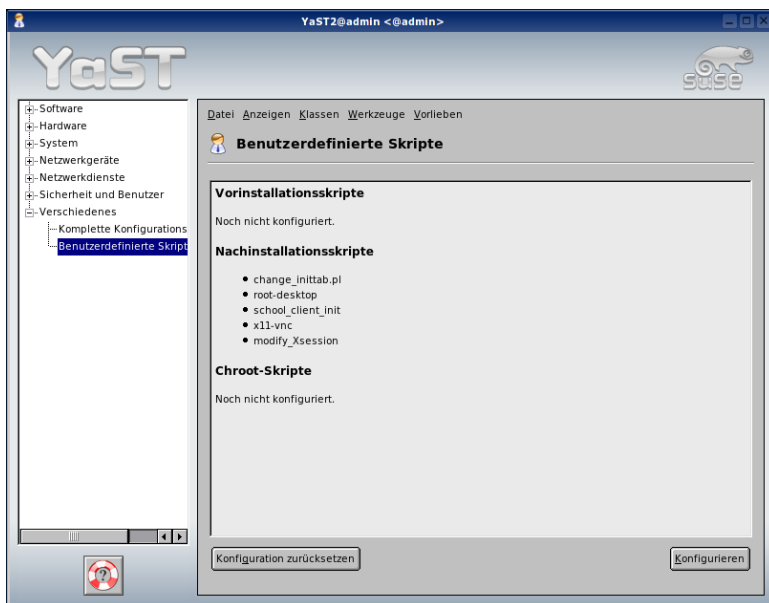 YaST2@admin <@admin>
YaST
SUSE
Software
Hardware
System
Netzwerkgeräte
Netzwerkdienste
Sicherheit und Benutzer
Verschiedenes
Komplette Konfigurations
Benutzerdefinierte Skript
Datei Anzeigen Klassen Werkzeuge Vorlieben
Benutzerdefinierte Skripte
Vorinstallationsskripte
Noch nicht konfiguriert.
Nachinstallationsskripte
change_inittab.pl
root-desktop
school_client_init
x11-vnc
modify_Xsession
Chroot-Skripte
Noch nicht konfiguriert.
Konfiguration zurücksetzen
Konfigurieren